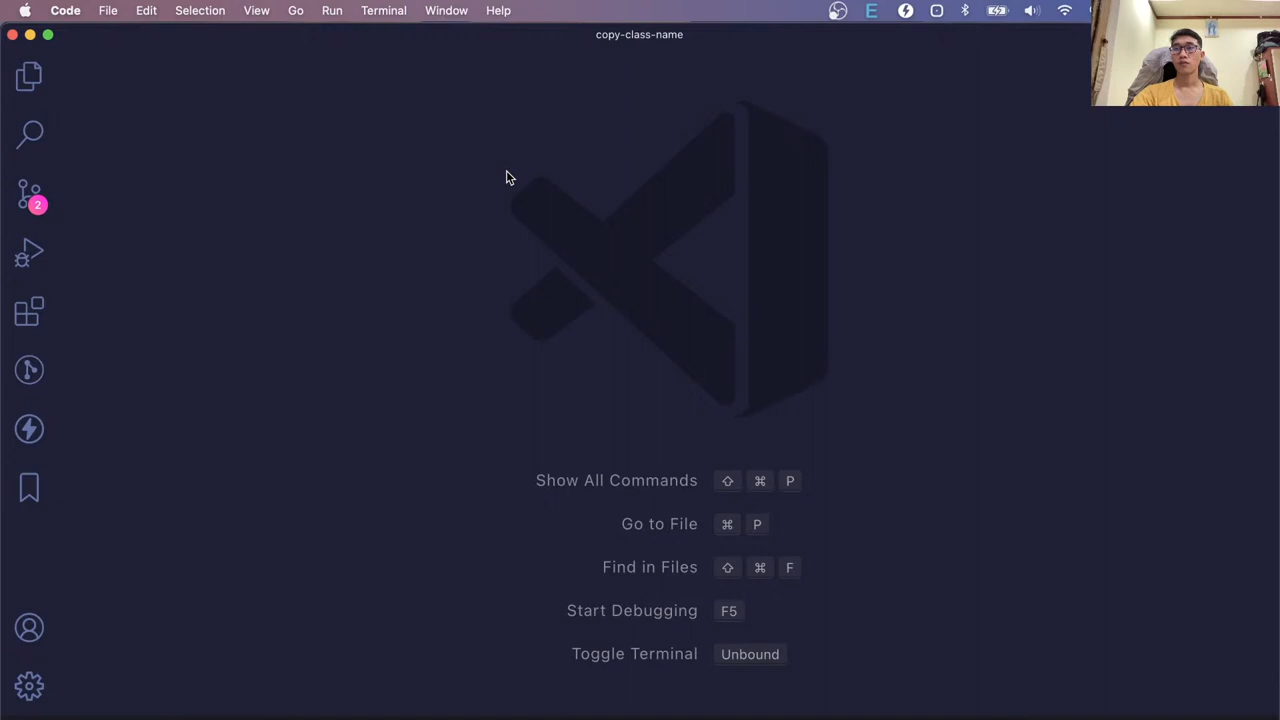 Code File Edit Selection View Go Run Terminal Window Help
copy-class-name
2
Show All Commands ⇧ ⌘ P
Go to File ⌘ P
Find in Files ⇧ ⌘ F
Start Debugging F5
Toggle Terminal Unbound